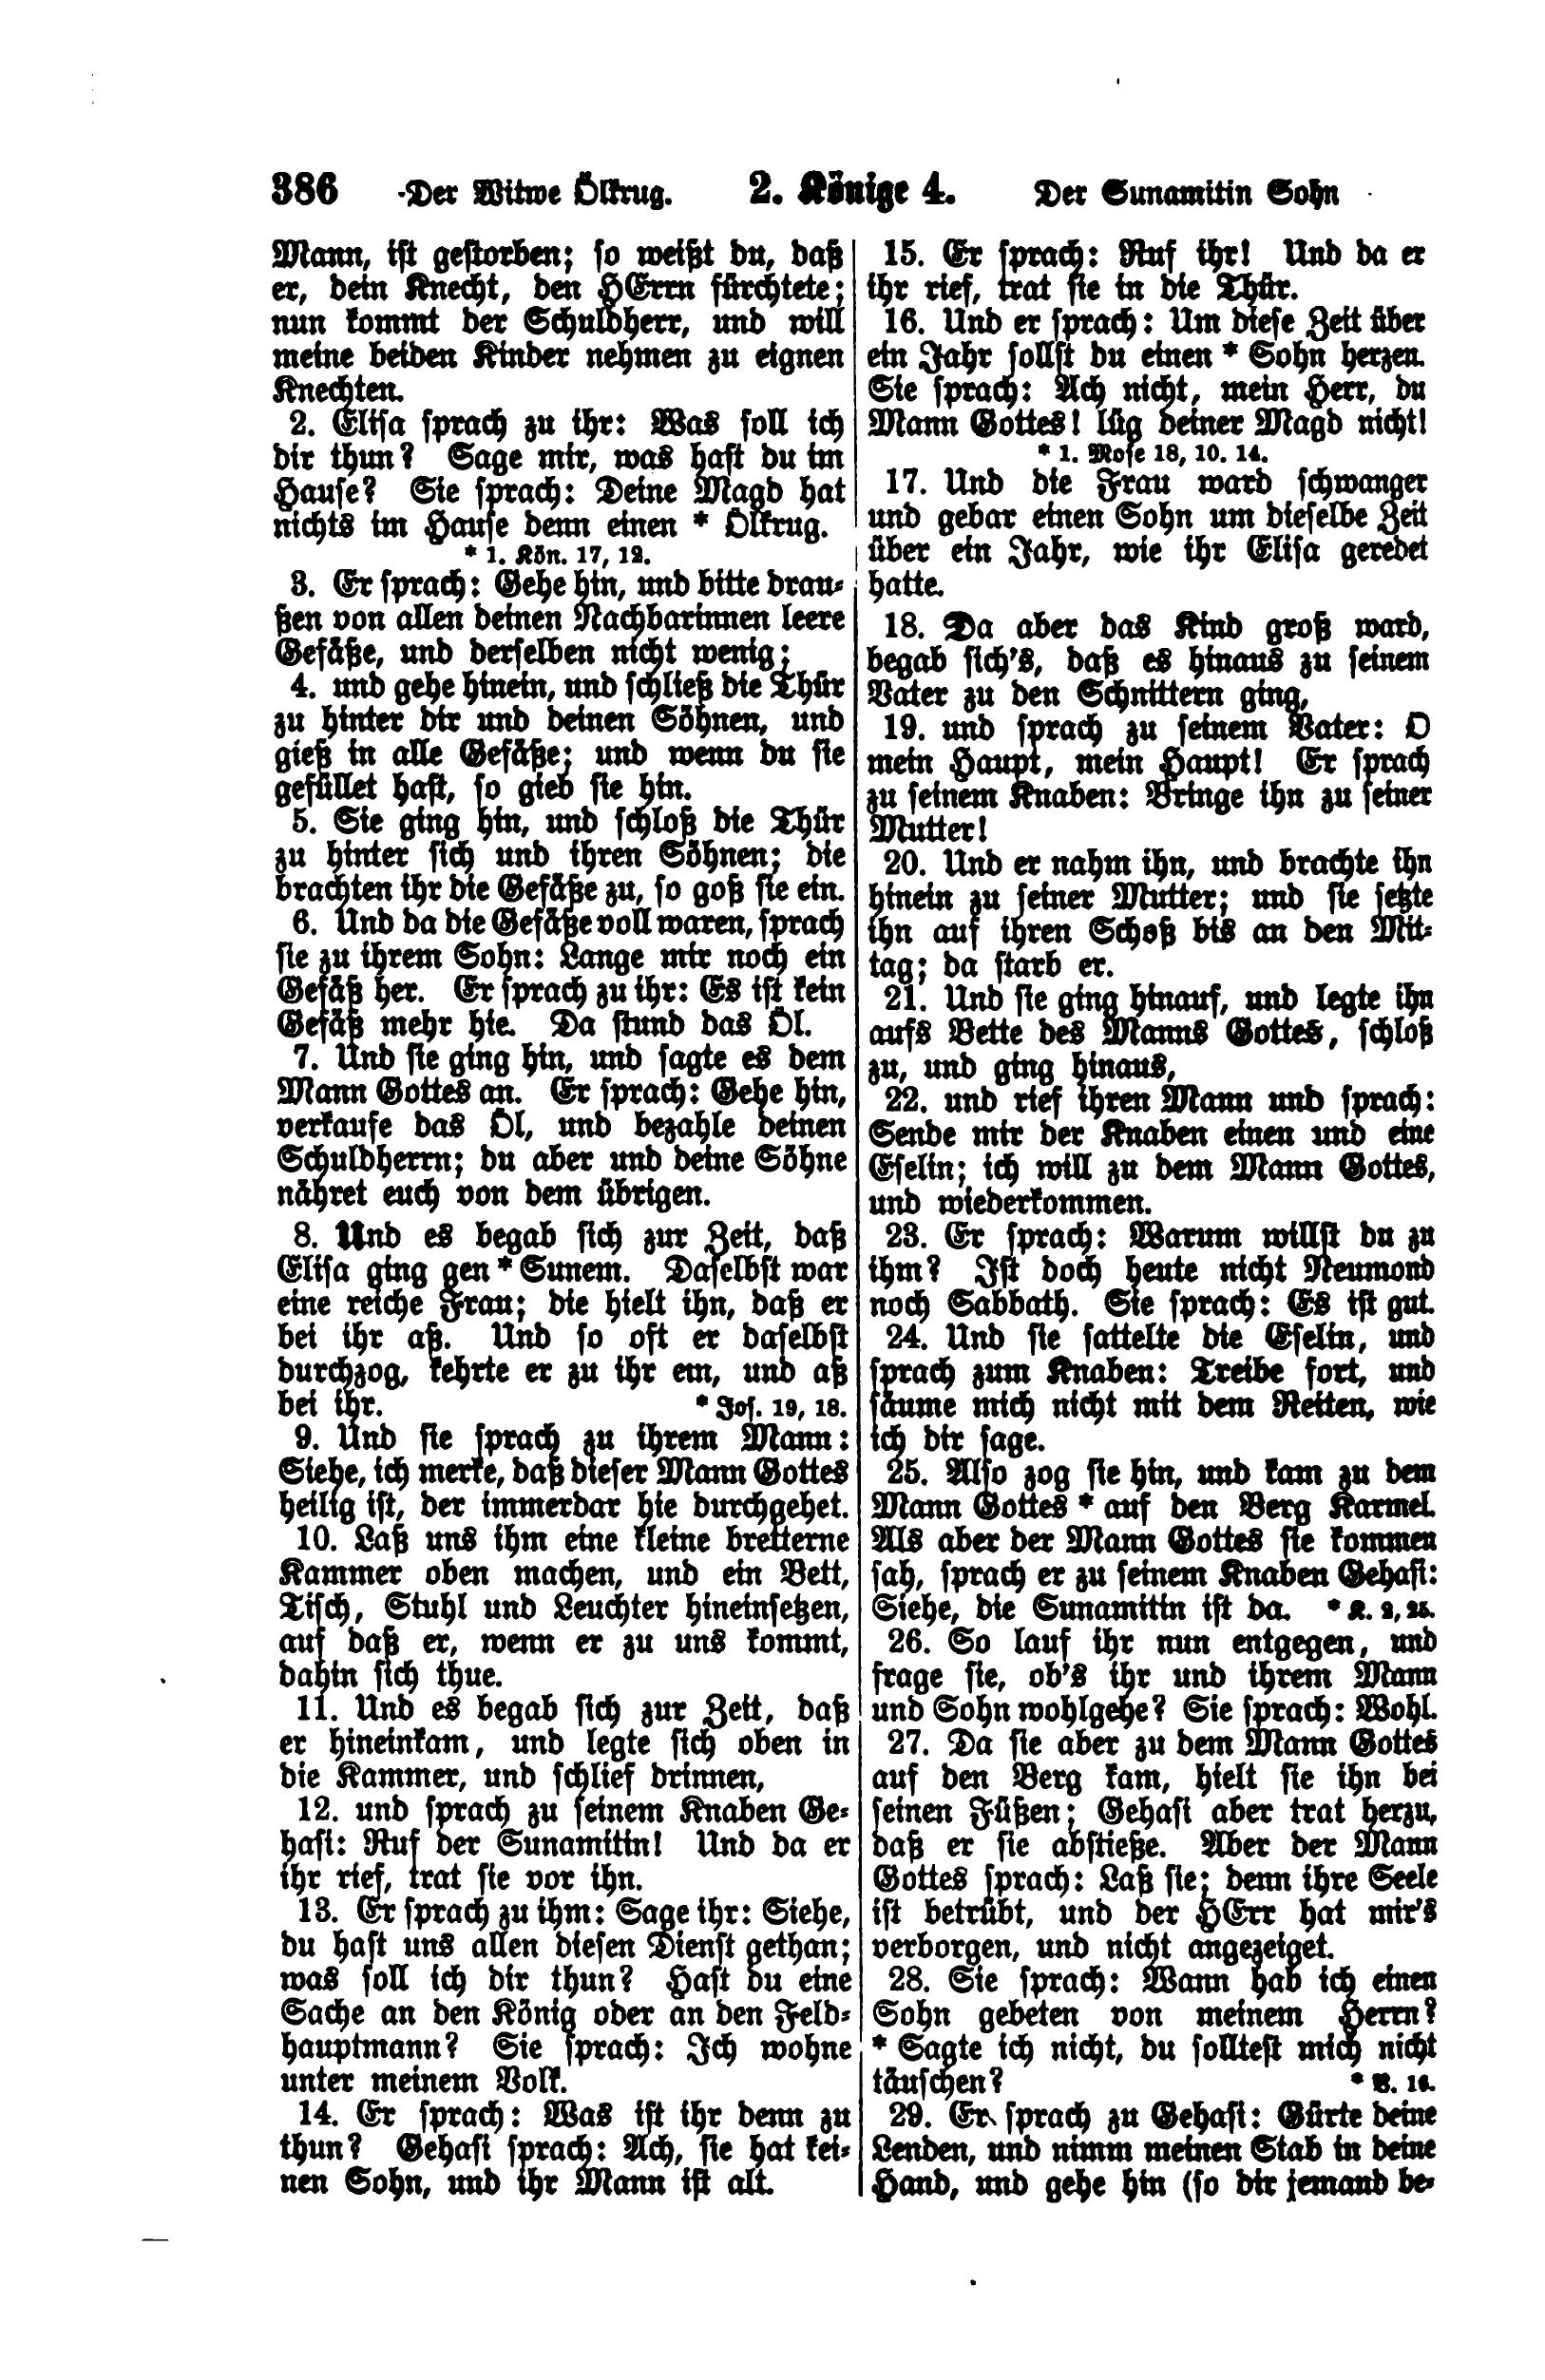 386 Der Witwe Ölkrug. 2. Könige 4. Der Sunamitin Sohn
Mann, ist gestorben; so weißt du, daß
er, dein Knecht, den HErrn fürchtete;
nun kommt der Schuldherr, und will
meine beiden Kinder nehmen zu eignen
Knechten.
2. Elisa sprach zu ihr: Was soll ich
dir thun? Sage mir, was hast du im
Hause? Sie sprach: Deine Magd hat
nichts im Hause denn einen * Ölkrug.
* 1. Kön. 17, 12.
3. Er sprach: Gehe hin, und bitte drau-
ßen von allen deinen Nachbarinnen leere
Gefäße, und derselben nicht wenig;
4. und gehe hinein, und schließ die Thür
zu hinter dir und deinen Söhnen, und
gieß in alle Gefäße; und wenn du sie
gefüllet hast, so gieb sie hin.
5. Sie ging hin, und schloß die Thür
zu hinter sich und ihren Söhnen; die
brachten ihr die Gefäße zu, so goß sie ein.
6. Und da die Gefäße voll waren, sprach
sie zu ihrem Sohn: Lange mir noch ein
Gefäß her. Er sprach zu ihr: Es ist kein
Gefäß mehr hie. Da stund das Öl.
7. Und sie ging hin, und sagte es dem
Mann Gottes an. Er sprach: Gehe hin,
verkaufe das Öl, und bezahle deinen
Schuldherrn; du aber und deine Söhne
nähret euch von dem übrigen.
8. Und es begab sich zur Zeit, daß
Elisa ging gen * Sunem. Daselbst war
eine reiche Frau; die hielt ihn, daß er
bei ihr aß. Und so oft er daselbst
durchzog, kehrte er zu ihr ein, und aß
bei ihr. * Jos. 19, 18.
9. Und sie sprach zu ihrem Mann:
Siehe, ich merke, daß dieser Mann Gottes
heilig ist, der immerdar hie durchgehet.
10. Laß uns ihm eine kleine bretterne
Kammer oben machen, und ein Bett,
Tisch, Stuhl und Leuchter hineinsetzen,
auf daß er, wenn er zu uns kommt,
dahin sich thue.
11. Und es begab sich zur Zeit, daß
er hineinkam, und legte sich oben in
die Kammer, und schlief drinnen,
12. und sprach zu seinem Knaben Ge-
hasi: Ruf der Sunamitin! Und da er
ihr rief, trat sie vor ihn.
13. Er sprach zu ihm: Sage ihr: Siehe,
du hast uns allen diesen Dienst gethan;
was soll ich dir thun? Hast du eine
Sache an den König oder an den Feld-
hauptmann? Sie sprach: Ich wohne
unter meinem Volk.
14. Er sprach: Was ist ihr denn zu
thun? Gehasi sprach: Ach, sie hat kei-
nen Sohn, und ihr Mann ist alt.
15. Er sprach: Ruf ihr! Und da er
ihr rief, trat sie in die Thür.
16. Und er sprach: Um diese Zeit über
ein Jahr sollst du einen * Sohn herzen.
Sie sprach: Ach nicht, mein Herr, du
Mann Gottes! lüg deiner Magd nicht!
* 1. Mose 18, 10. 14.
17. Und die Frau ward schwanger
und gebar einen Sohn um dieselbe Zeit
über ein Jahr, wie ihr Elisa geredet
hatte.
18. Da aber das Kind groß ward,
begab sich's, daß es hinaus zu seinem
Vater zu den Schnittern ging,
19. und sprach zu seinem Vater: O
mein Haupt, mein Haupt! Er sprach
zu seinem Knaben: Bringe ihn zu seiner
Mutter!
20. Und er nahm ihn, und brachte ihn
hinein zu seiner Mutter; und sie setzte
ihn auf ihren Schoß bis an den Mit-
tag; da starb er.
21. Und sie ging hinauf, und legte ihn
aufs Bette des Manns Gottes, schloß
zu, und ging hinaus,
22. und rief ihren Mann und sprach:
Sende mir der Knaben einen und eine
Eselin; ich will zu dem Mann Gottes,
und wiederkommen.
23. Er sprach: Warum willst du zu
ihm? Ist doch heute nicht Neumond
noch Sabbath. Sie sprach: Es ist gut.
24. Und sie sattelte die Eselin, und
sprach zum Knaben: Treibe fort, und
säume mich nicht mit dem Reiten, wie
ich dir sage.
25. Also zog sie hin, und kam zu dem
Mann Gottes * auf den Berg Karmel.
Als aber der Mann Gottes sie kommen
sah, sprach er zu seinem Knaben Gehasi:
Siehe, die Sunamitin ist da. * K. 2, 25.
26. So lauf ihr nun entgegen, und
frage sie, ob's ihr und ihrem Mann
und Sohn wohlgehe? Sie sprach: Wohl.
27. Da sie aber zu dem Mann Gottes
auf den Berg kam, hielt sie ihn bei
seinen Füßen; Gehasi aber trat herzu,
daß er sie abstieße. Aber der Mann
Gottes sprach: Laß sie; denn ihre Seele
ist betrübt, und der HErr hat mir's
verborgen, und nicht angezeiget.
28. Sie sprach: Wann hab ich einen
Sohn gebeten von meinem Herrn?
* Sagte ich nicht, du solltest mich nicht
täuschen? * V. 16.
29. Er sprach zu Gehasi: Gürte deine
Lenden, und nimm meinen Stab in deine
Hand, und gehe hin (so dir jemand be-